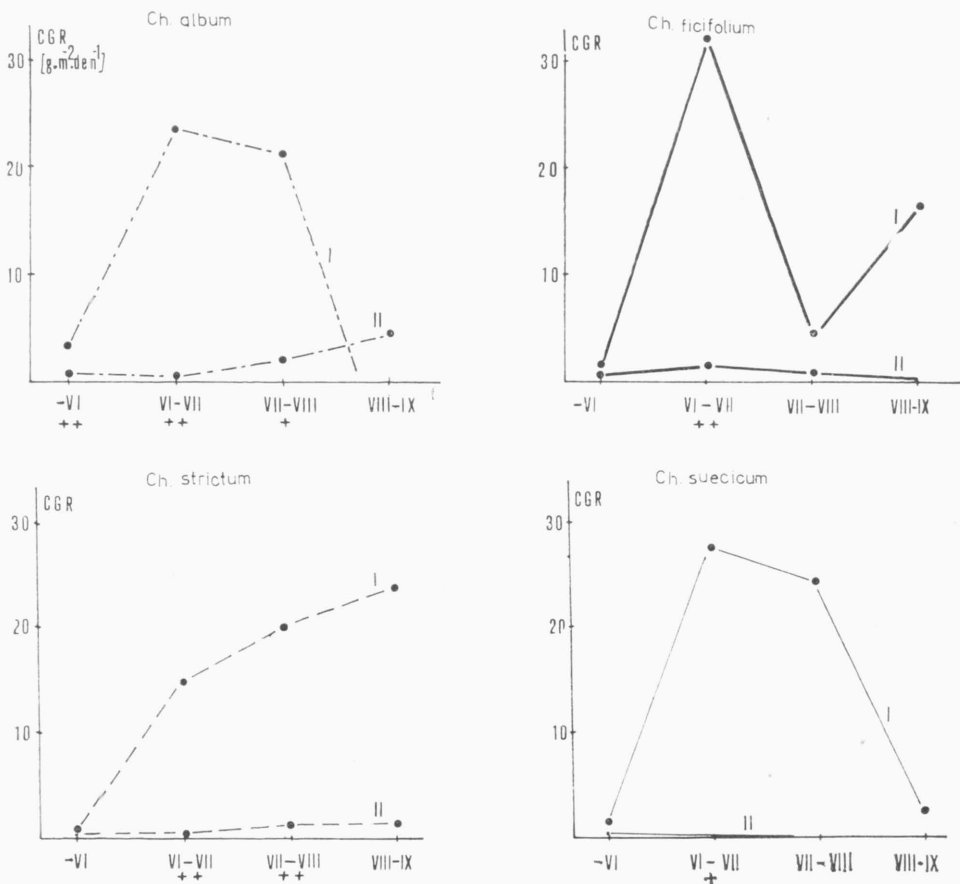 Ch. album
CGR
[g.m⁻².den⁻¹]
30
20
10
I
II
-VI
VI-VII
VII-VIII
VIII-IX
t
++
++
+
Ch. ficifolium
CGR
30
20
10
I
II
-VI
VI-VII
VII-VIII
VIII-IX
++
Ch. strictum
CGR
30
20
10
I
II
-VI
VI-VII
VII-VIII
VIII-IX
++
++
Ch. suecicum
CGR
30
20
10
I
II
-VI
VI-VII
VII-VIII
VIII-IX
+